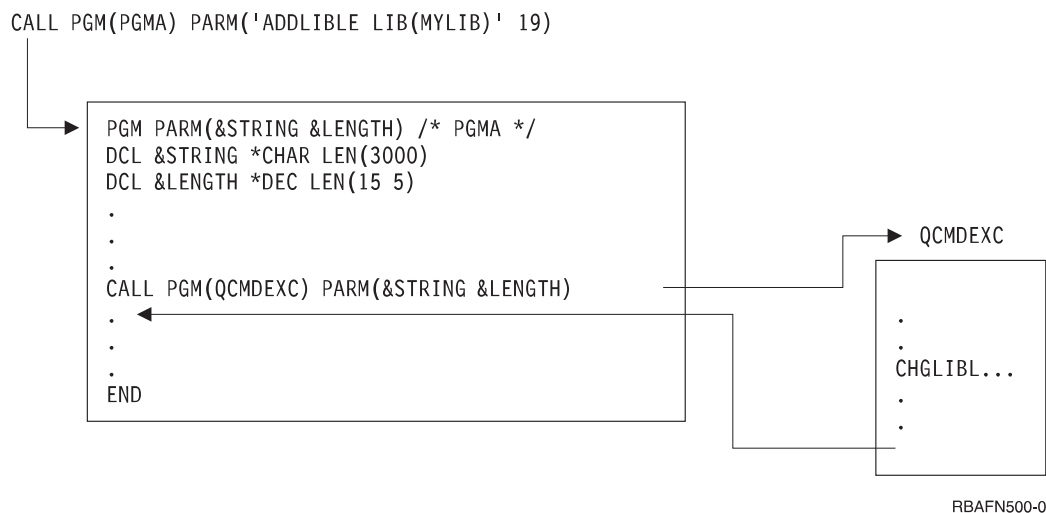 CALL PGM(PGMA) PARM('ADDLIBLE LIB(MYLIB)' 19)
PGM PARM(&STRING &LENGTH) /* PGMA */
DCL &STRING *CHAR LEN(3000)
DCL &LENGTH *DEC LEN(15 5)
.
.
.
CALL PGM(QCMDEXC) PARM(&STRING &LENGTH)
.
.
.
END
QCMDEXC
.
.
CHGLIBL...
.
.
RBAFN500-0